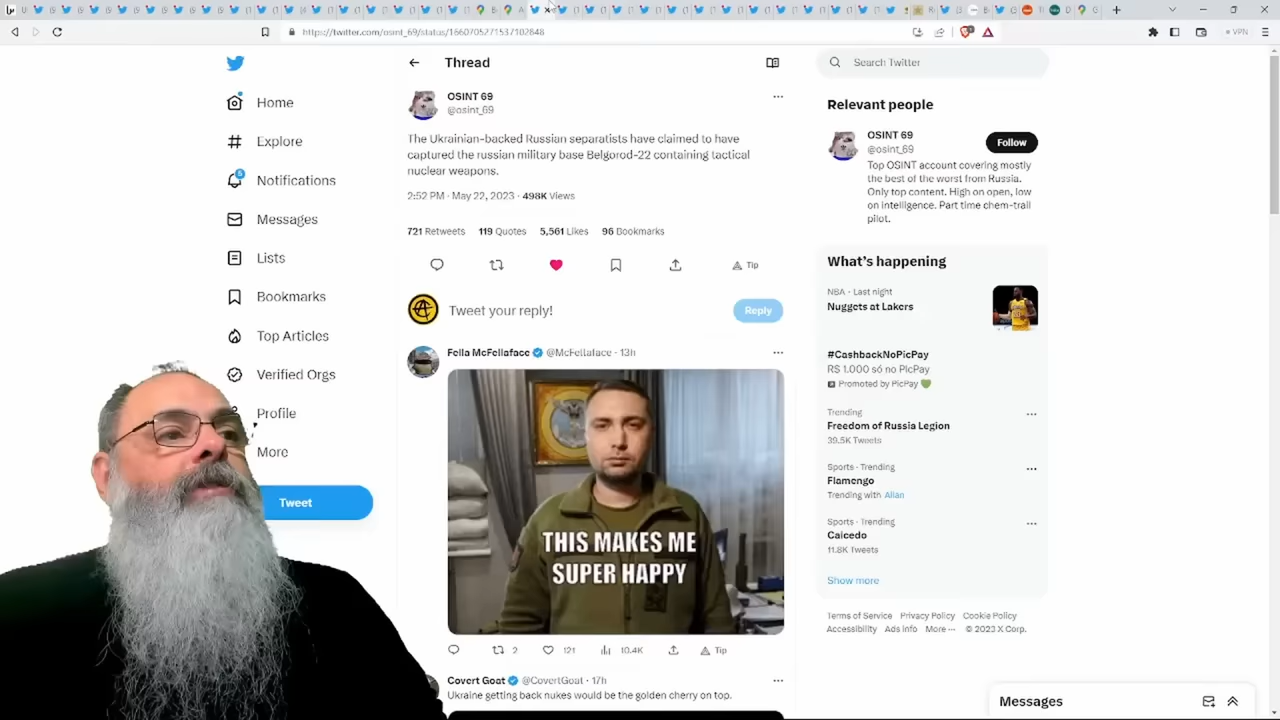 https://twitter.com/osint_69/status/1660705271537102848
VPN
Thread
Search Twitter
Home
Explore
6
Notifications
Messages
Lists
Bookmarks
Top Articles
Verified Orgs
Profile
More
Tweet
OSINT 69
@osint_69
The Ukrainian-backed Russian separatists have claimed to have
captured the russian military base Belgorod-22 containing tactical
nuclear weapons.
2:52 PM · May 22, 2023 · 498K Views
721 Retweets 119 Quotes 5,561 Likes 96 Bookmarks
Tip
Tweet your reply!
Reply
Fella McFellaface @McFellaface · 13h
THIS MAKES ME
SUPER HAPPY
2 121 10.4K Tip
Covert Goat @CovertGoat · 17h
Ukraine getting back nukes would be the golden cherry on top.
Relevant people
OSINT 69
@osint_69
Follow
Top OSINT account covering mostly
the best of the worst from Russia.
Only top content. High on open, low
on intelligence. Part time chem-trail
pilot.
What's happening
NBA · Last night
Nuggets at Lakers
#CashbackNoPicPay
R$ 1.000 só no PicPay
Promoted by PicPay
Trending
Freedom of Russia Legion
39.5K Tweets
Sports · Trending
Flamengo
Trending with Allan
Sports · Trending
Caicedo
11.8K Tweets
Show more
Terms of Service Privacy Policy Cookie Policy
Accessibility Ads info More ··· © 2023 X Corp.
Messages